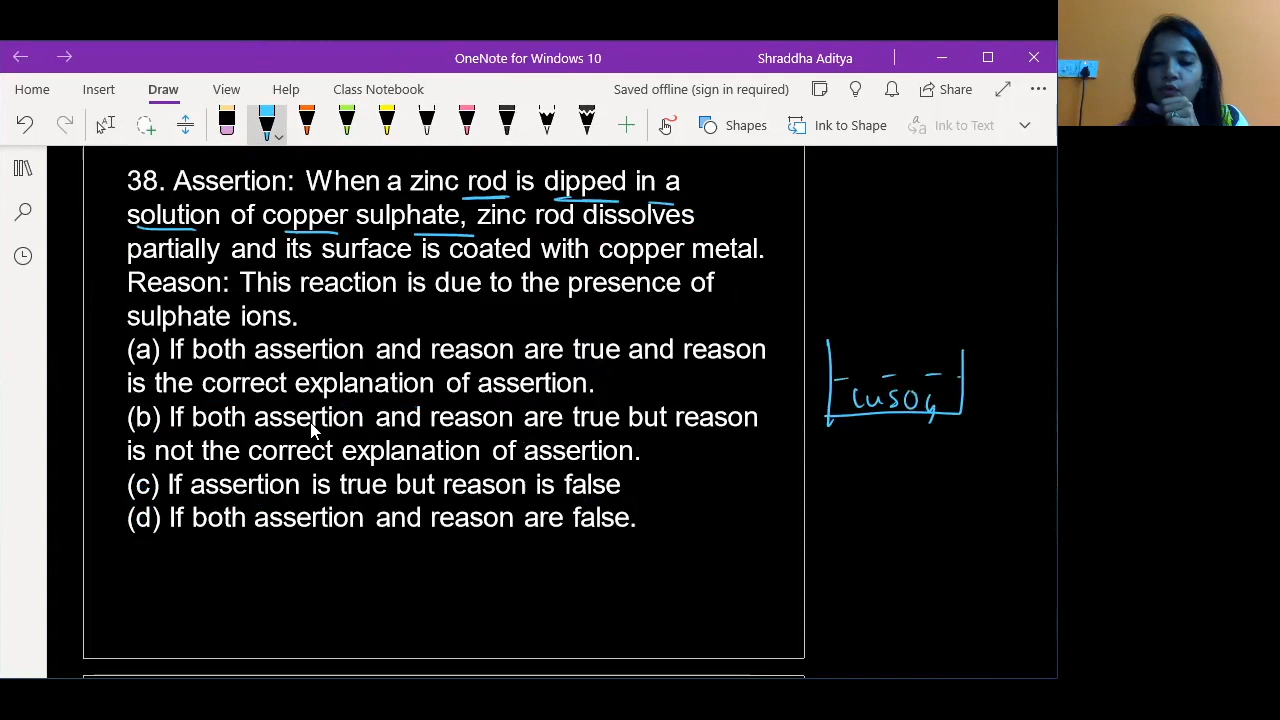 OneNote for Windows 10
Shraddha Aditya
Home Insert Draw View Help Class Notebook Saved offline (sign in required) Share
Shapes Ink to Shape Ink to Text
38. Assertion: When a zinc rod is dipped in a
solution of copper sulphate, zinc rod dissolves
partially and its surface is coated with copper metal.
Reason: This reaction is due to the presence of
sulphate ions.
(a) If both assertion and reason are true and reason
is the correct explanation of assertion.
(b) If both assertion and reason are true but reason
is not the correct explanation of assertion.
(c) If assertion is true but reason is false
(d) If both assertion and reason are false.
CuSO4